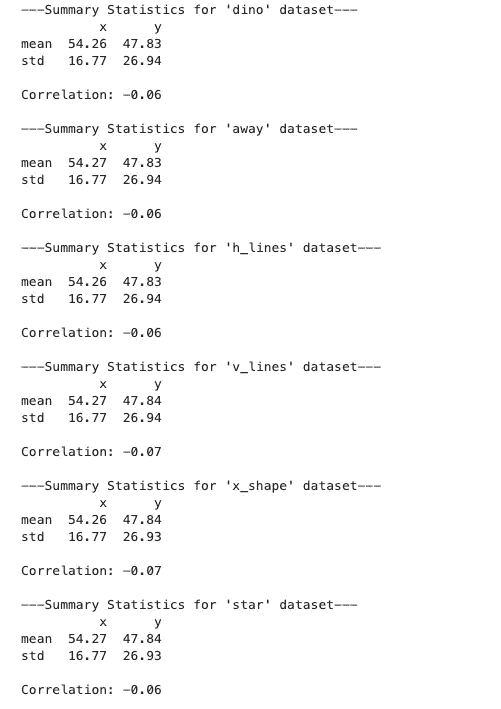 ---Summary Statistics for 'dino' dataset---
          x      y
mean  54.26  47.83
std   16.77  26.94
Correlation: -0.06
---Summary Statistics for 'away' dataset---
          x      y
mean  54.27  47.83
std   16.77  26.94
Correlation: -0.06
---Summary Statistics for 'h_lines' dataset---
          x      y
mean  54.26  47.83
std   16.77  26.94
Correlation: -0.06
---Summary Statistics for 'v_lines' dataset---
          x      y
mean  54.27  47.84
std   16.77  26.94
Correlation: -0.07
---Summary Statistics for 'x_shape' dataset---
          x      y
mean  54.26  47.84
std   16.77  26.93
Correlation: -0.07
---Summary Statistics for 'star' dataset---
          x      y
mean  54.27  47.84
std   16.77  26.93
Correlation: -0.06